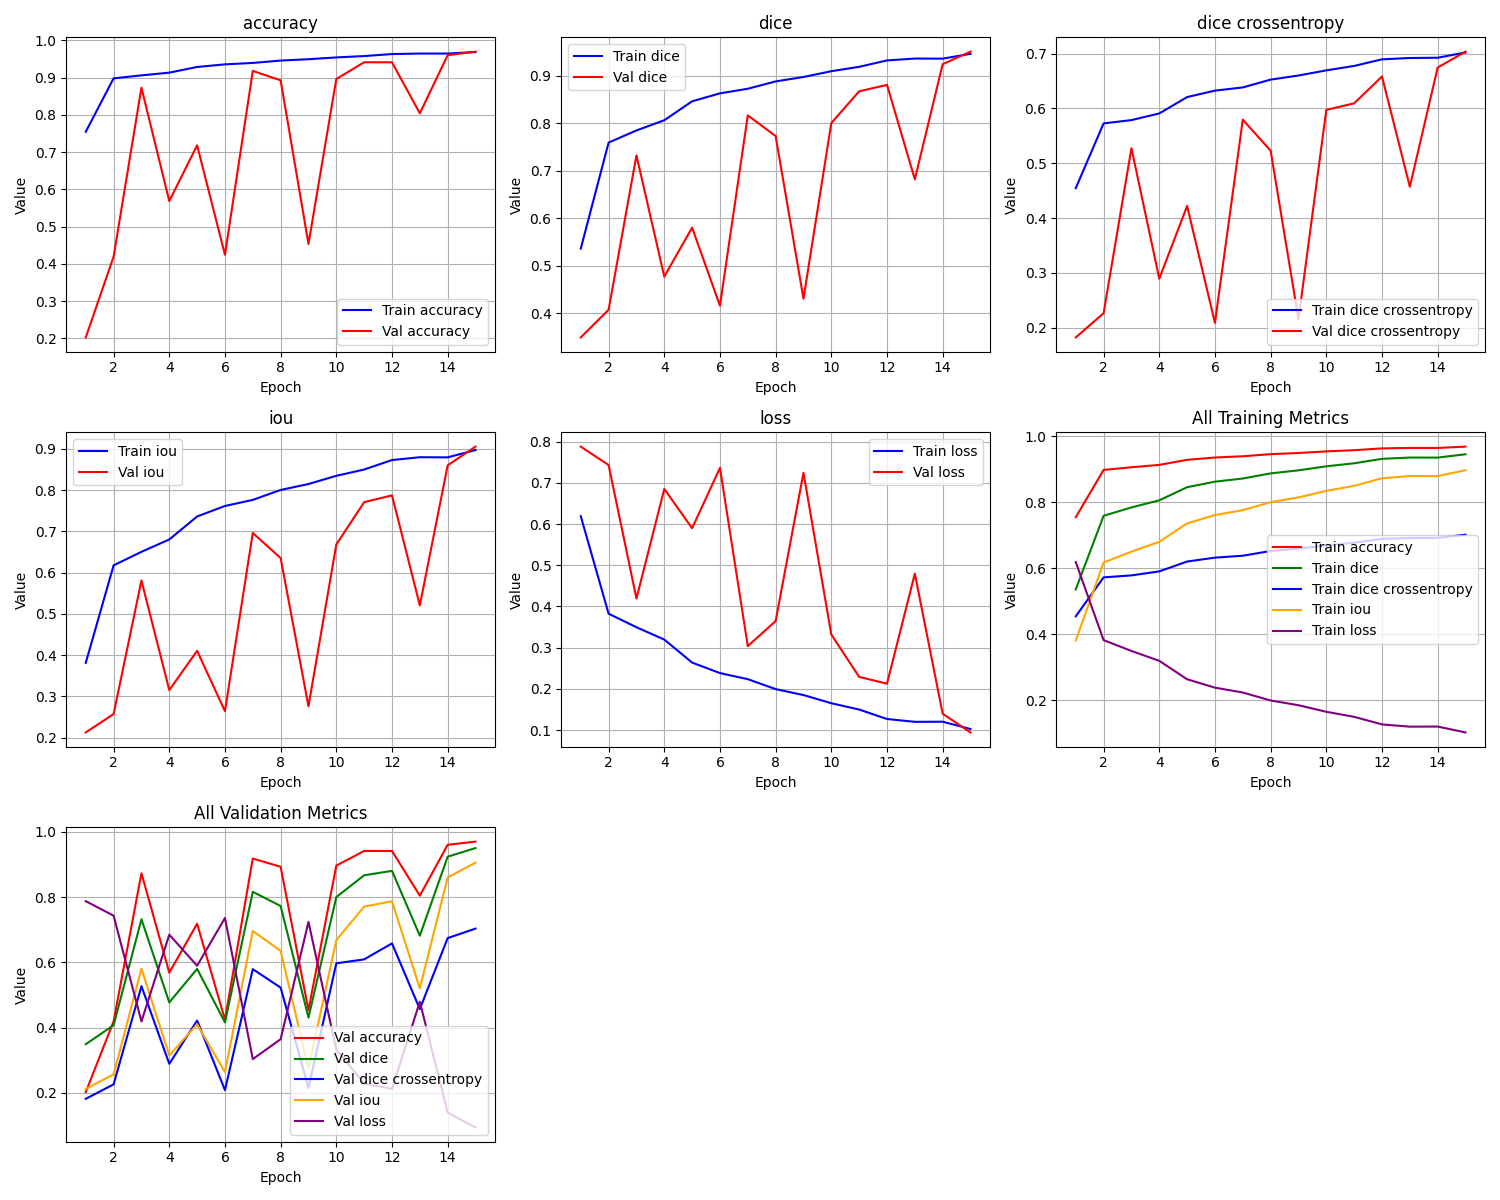 accuracy
1.0
0.9
0.8
0.7
0.6
0.5
0.4
0.3
0.2
Value
Train accuracy
Val accuracy
2 4 6 8 10 12 14
Epoch
dice
0.9
0.8
0.7
0.6
0.5
0.4
Value
Train dice
Val dice
2 4 6 8 10 12 14
Epoch
dice crossentropy
0.7
0.6
0.5
0.4
0.3
0.2
Value
Train dice crossentropy
Val dice crossentropy
2 4 6 8 10 12 14
Epoch
iou
0.9
0.8
0.7
0.6
0.5
0.4
0.3
0.2
Value
Train iou
Val iou
2 4 6 8 10 12 14
Epoch
loss
0.8
0.7
0.6
0.5
0.4
0.3
0.2
0.1
Value
Train loss
Val loss
2 4 6 8 10 12 14
Epoch
All Training Metrics
1.0
0.8
0.6
0.4
0.2
Value
Train accuracy
Train dice
Train dice crossentropy
Train iou
Train loss
2 4 6 8 10 12 14
Epoch
All Validation Metrics
1.0
0.8
0.6
0.4
0.2
Value
Val accuracy
Val dice
Val dice crossentropy
Val iou
Val loss
2 4 6 8 10 12 14
Epoch